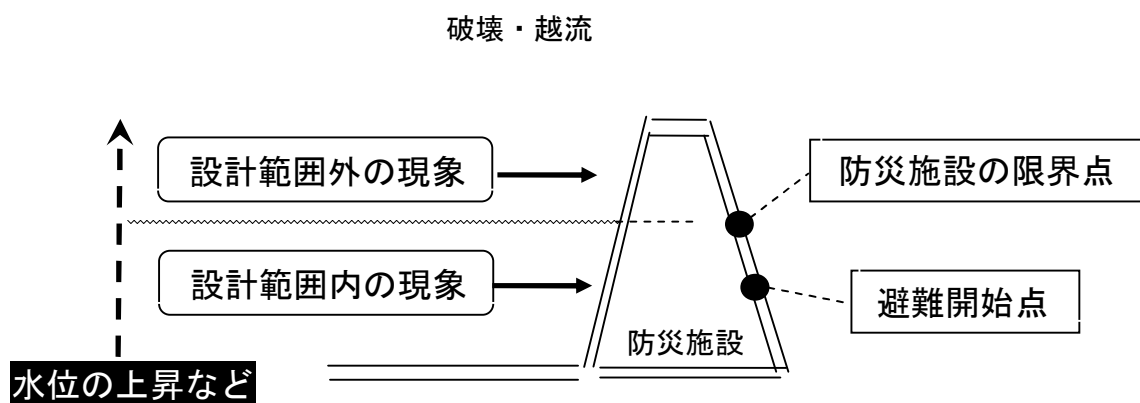 破壊・越流
設計範囲外の現象
防災施設の限界点
設計範囲内の現象
避難開始点
防災施設
水位の上昇など